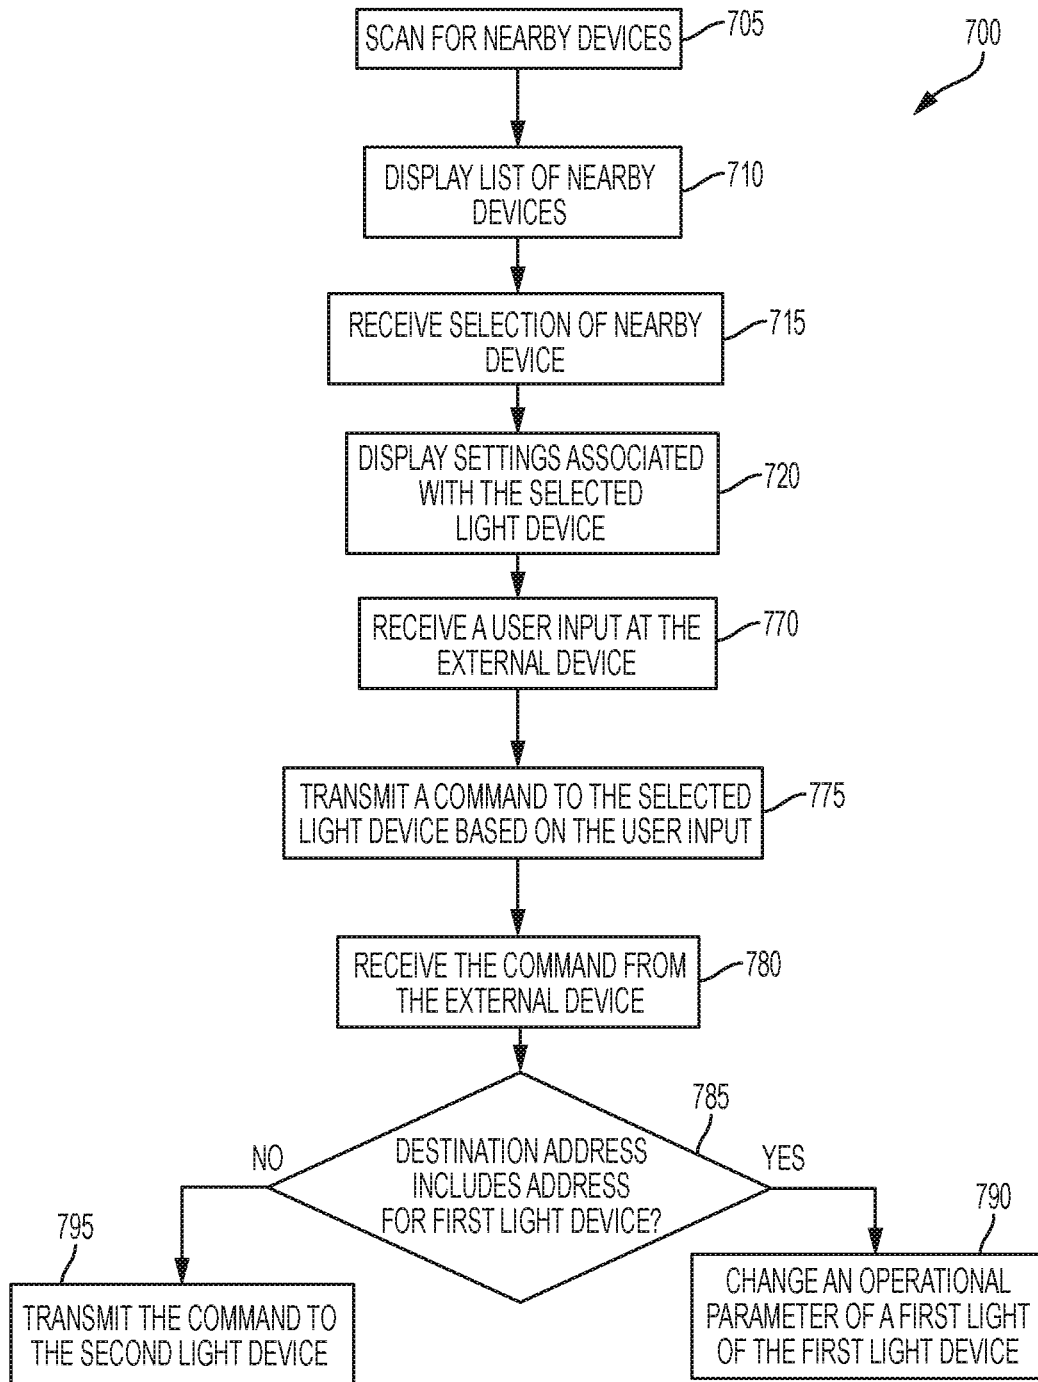 SCAN FOR NEARBY DEVICES
705
700
DISPLAY LIST OF NEARBY
DEVICES
710
RECEIVE SELECTION OF NEARBY
DEVICE
715
DISPLAY SETTINGS ASSOCIATED
WITH THE SELECTED
LIGHT DEVICE
720
RECEIVE A USER INPUT AT THE
EXTERNAL DEVICE
770
TRANSMIT A COMMAND TO THE SELECTED
LIGHT DEVICE BASED ON THE USER INPUT
775
RECEIVE THE COMMAND FROM
THE EXTERNAL DEVICE
780
785
NO
DESTINATION ADDRESS
INCLUDES ADDRESS
FOR FIRST LIGHT DEVICE?
YES
795
TRANSMIT THE COMMAND TO
THE SECOND LIGHT DEVICE
790
CHANGE AN OPERATIONAL
PARAMETER OF A FIRST LIGHT
OF THE FIRST LIGHT DEVICE